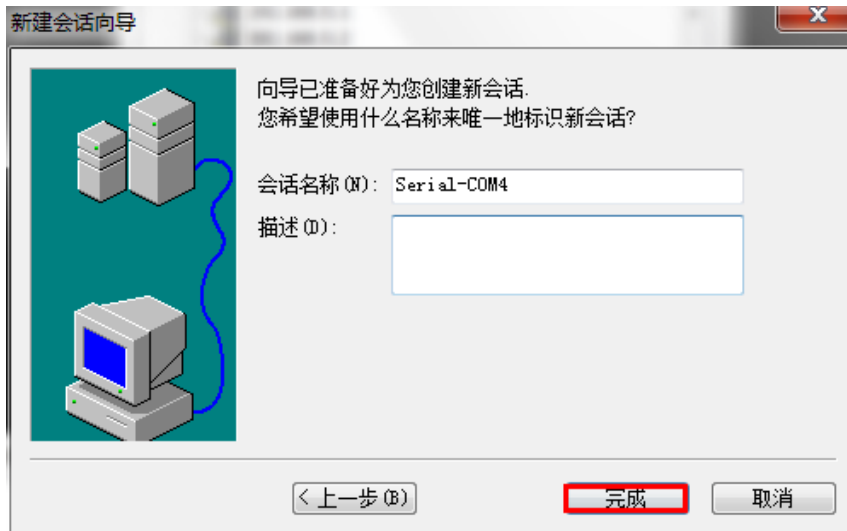 新建会话向导
向导已准备好为您创建新会话.
您希望使用什么名称来唯一地标识新会话?
会话名称(N): Serial-COM4
描述(D):
< 上一步(B) 完成 取消